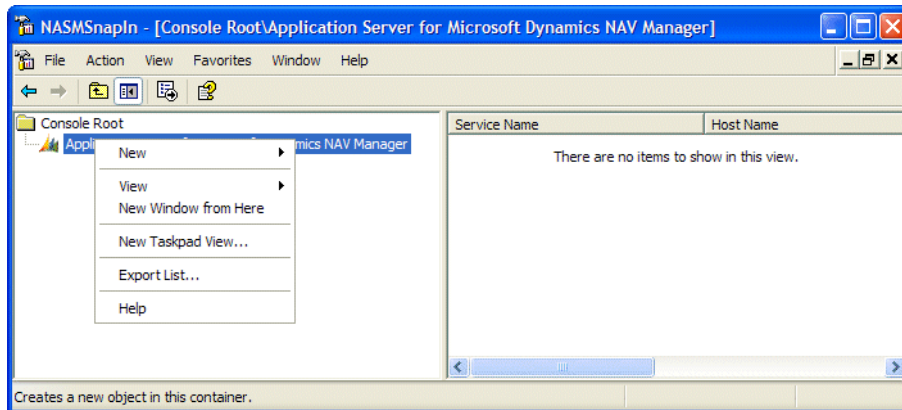 NASMSnapIn - [Console Root\Application Server for Microsoft Dynamics NAV Manager]
File Action View Favorites Window Help
Console Root
Service Name Host Name
mics NAV Manager
There are no items to show in this view.
New
View
New Window from Here
New Taskpad View...
Export List...
Help
Creates a new object in this container.